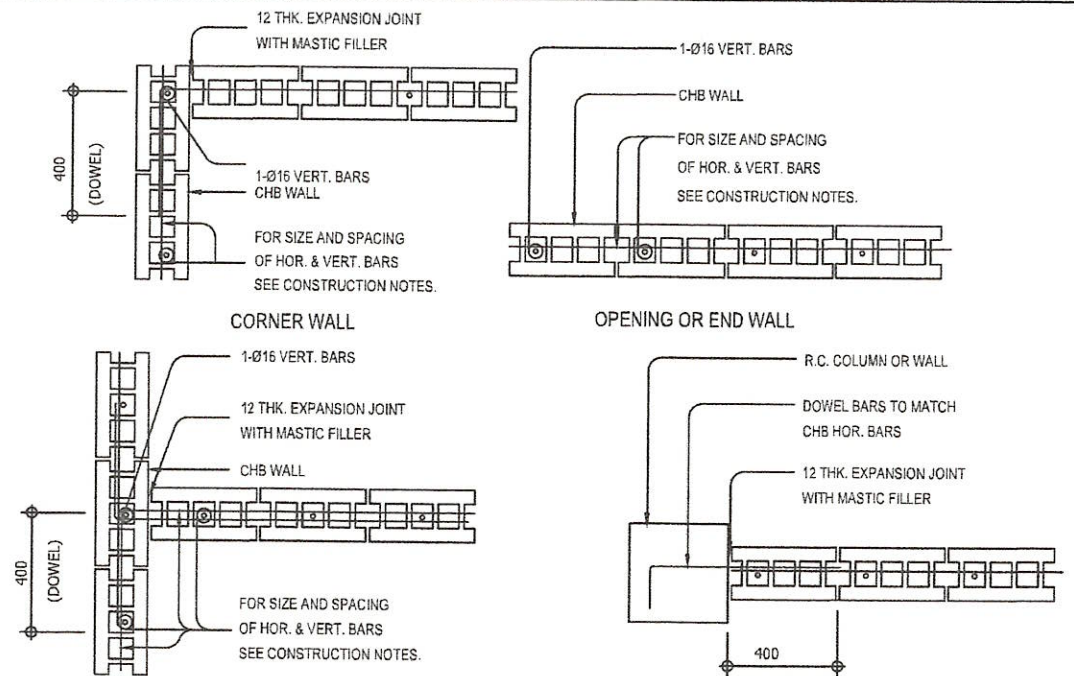 12 THK. EXPANSION JOINT
WITH MASTIC FILLER
400
(DOWEL)
1-Ø16 VERT. BARS
CHB WALL
FOR SIZE AND SPACING
OF HOR. & VERT. BARS
SEE CONSTRUCTION NOTES.
CORNER WALL
1-Ø16 VERT. BARS
CHB WALL
FOR SIZE AND SPACING
OF HOR. & VERT. BARS
SEE CONSTRUCTION NOTES.
OPENING OR END WALL
1-Ø16 VERT. BARS
12 THK. EXPANSION JOINT
WITH MASTIC FILLER
CHB WALL
400
(DOWEL)
FOR SIZE AND SPACING
OF HOR. & VERT. BARS
SEE CONSTRUCTION NOTES.
R.C. COLUMN OR WALL
DOWEL BARS TO MATCH
CHB HOR. BARS
12 THK. EXPANSION JOINT
WITH MASTIC FILLER
400